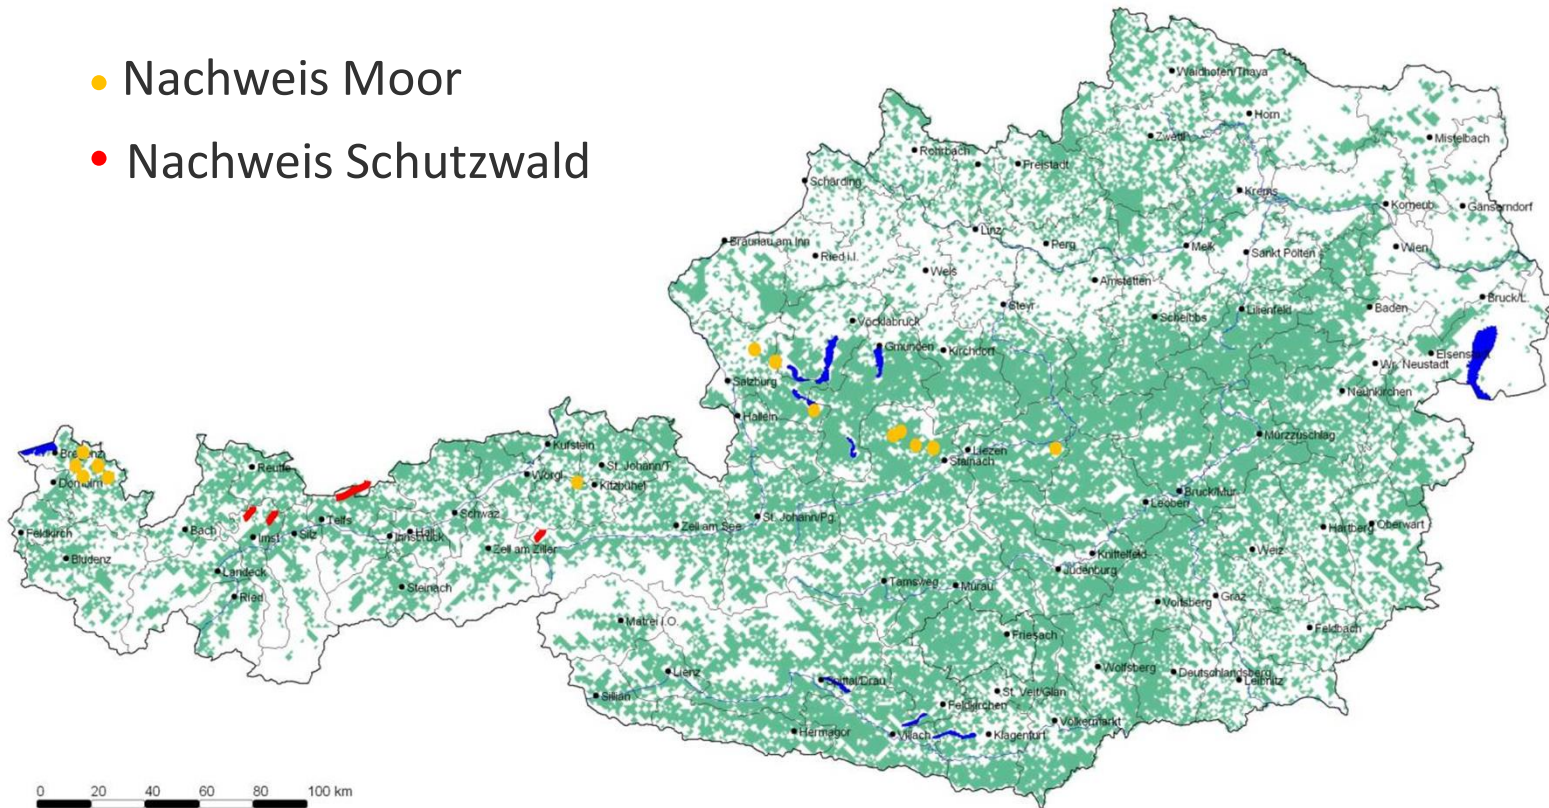 Nachweis Moor
Nachweis Schutzwald
Waldhofen/Thaya
Horn
Zwettl
Mistelbach
Rohrbach
Freistadt
Schärding
Krems
Korneub
Gänserndorf
Linz
Braunau am Inn
Perg
Melk
Sankt Pölten
Wien
Ried i.I.
Wels
Amstetten
Steyr
Bruck/L.
Scheibbs
Lilienfeld
Baden
Vöcklabruck
Gmunden
Kirchdorf
Eisenstadt
Wr. Neustadt
Salzburg
Neunkirchen
Hallein
Mürzzuschlag
Kufstein
Bregenz
Liezen
Stainach
Reutte
Wörgl
St. Johann/T.
Dornbirn
Kitzbühel
Bruck/Mur
Leoben
Schwaz
St. Johann/Pg.
Telfs
Zell am See
Hartberg
Oberwart
Bach
Feldkirch
Imst
Silz
Hall
Innsbruck
Zell am Ziller
Weiz
Knittelfeld
Bludenz
Landeck
Judenburg
Steinach
Tamsweg
Murau
Ried
Graz
Voitsberg
Matrei i.O.
Feldbach
Friesach
Wolfsberg
Deutschlandsberg
Leibnitz
Lienz
Spittal/Drau
Sillian
St. Veit/Glan
Feldkirchen
Völkermarkt
Hermagor
Villach
Klagenfurt
0 20 40 60 80 100 km